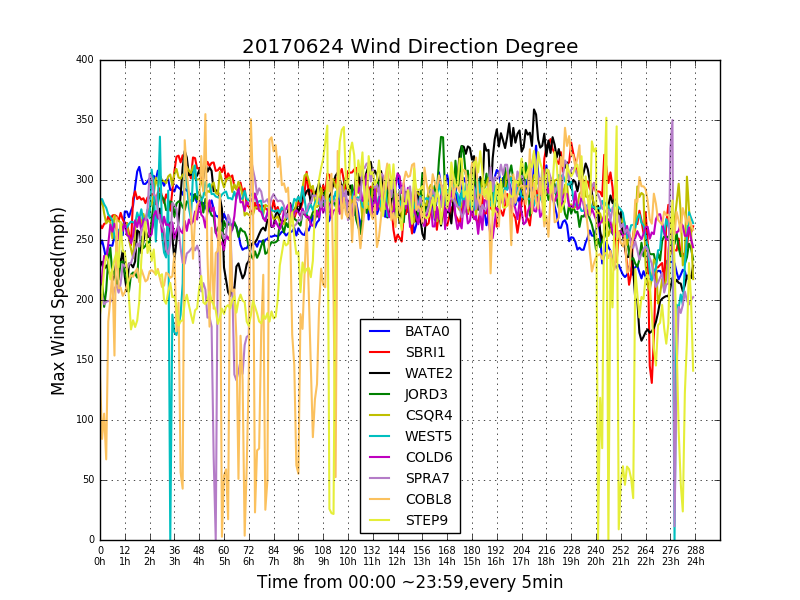 20170624 Wind Direction Degree
400
350
300
250
200
150
100
50
0
Max Wind Speed(mph)
BATA0
SBRI1
WATE2
JORD3
CSQR4
WEST5
COLD6
SPRA7
COBL8
STEP9
0 12 24 36 48 60 72 84 96 108 120 132 144 156 168 180 192 204 216 228 240 252 264 276 288
0h 1h 2h 3h 4h 5h 6h 7h 8h 9h 10h 11h 12h 13h 14h 15h 16h 17h 18h 19h 20h 21h 22h 23h 24h
Time from 00:00 ~23:59,every 5min